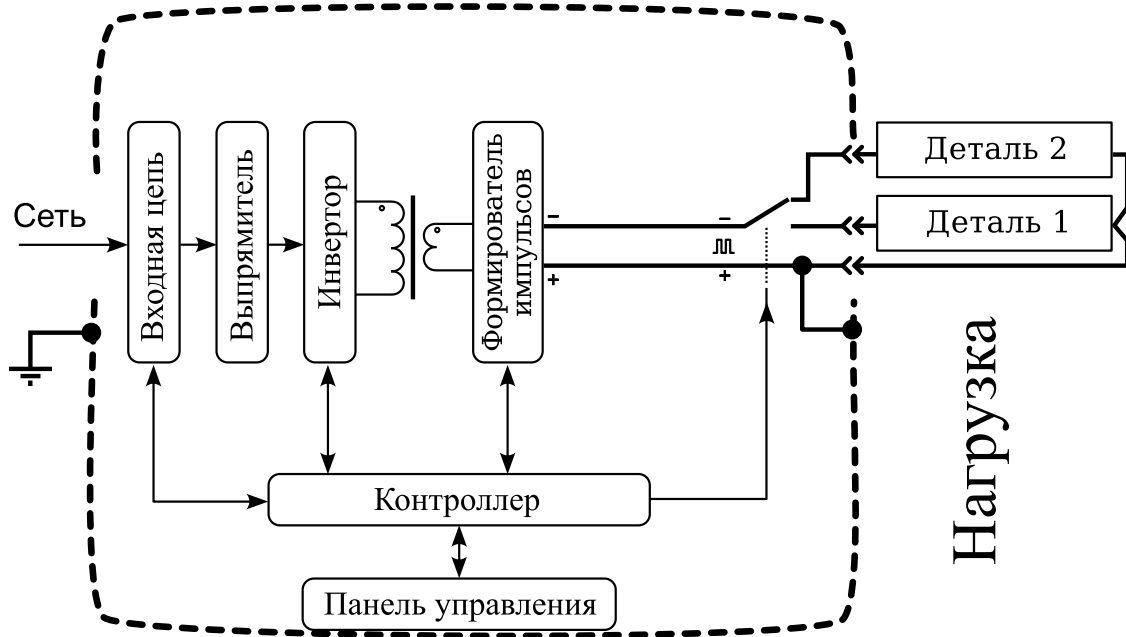 Сеть
Входная цепь
Выпрямитель
Инвертор
Формирователь
импульсов
−
+
−
+
Деталь 2
Деталь 1
Нагрузка
Контроллер
Панель управления